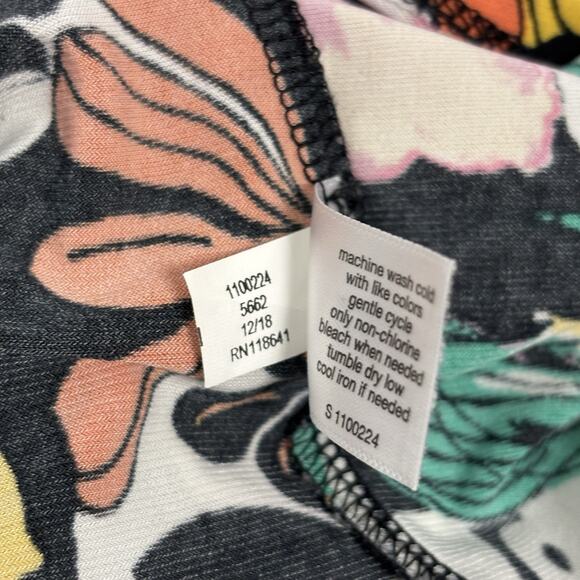 1100224
5662
12/18
RN118641
machine wash cold
with like colors
gentle cycle
only non-chlorine
bleach when needed
tumble dry low
cool iron if needed
S 1100224